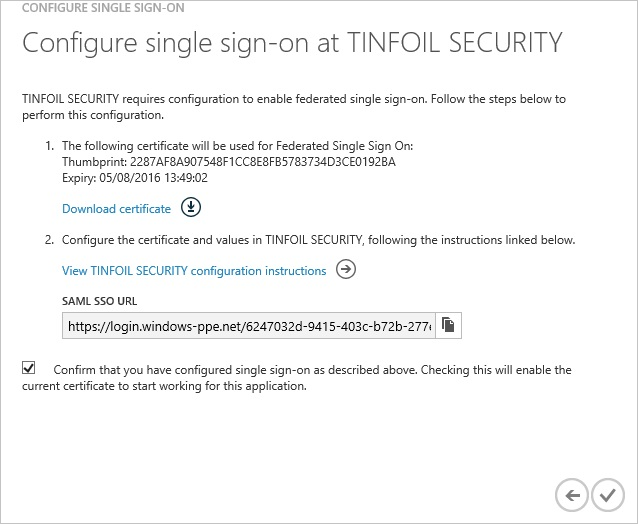 CONFIGURE SINGLE SIGN-ON
Configure single sign-on at TINFOIL SECURITY
TINFOIL SECURITY requires configuration to enable federated single sign-on. Follow the steps below to
perform this configuration.
1. The following certificate will be used for Federated Single Sign On:
Thumbprint: 2287AF8A907548F1CC8E8FB5783734D3CE0192BA
Expiry: 05/08/2016 13:49:02
Download certificate
2. Configure the certificate and values in TINFOIL SECURITY, following the instructions linked below.
View TINFOIL SECURITY configuration instructions
SAML SSO URL
https://login.windows-ppe.net/6247032d-9415-403c-b72b-277
Confirm that you have configured single sign-on as described above. Checking this will enable the
current certificate to start working for this application.